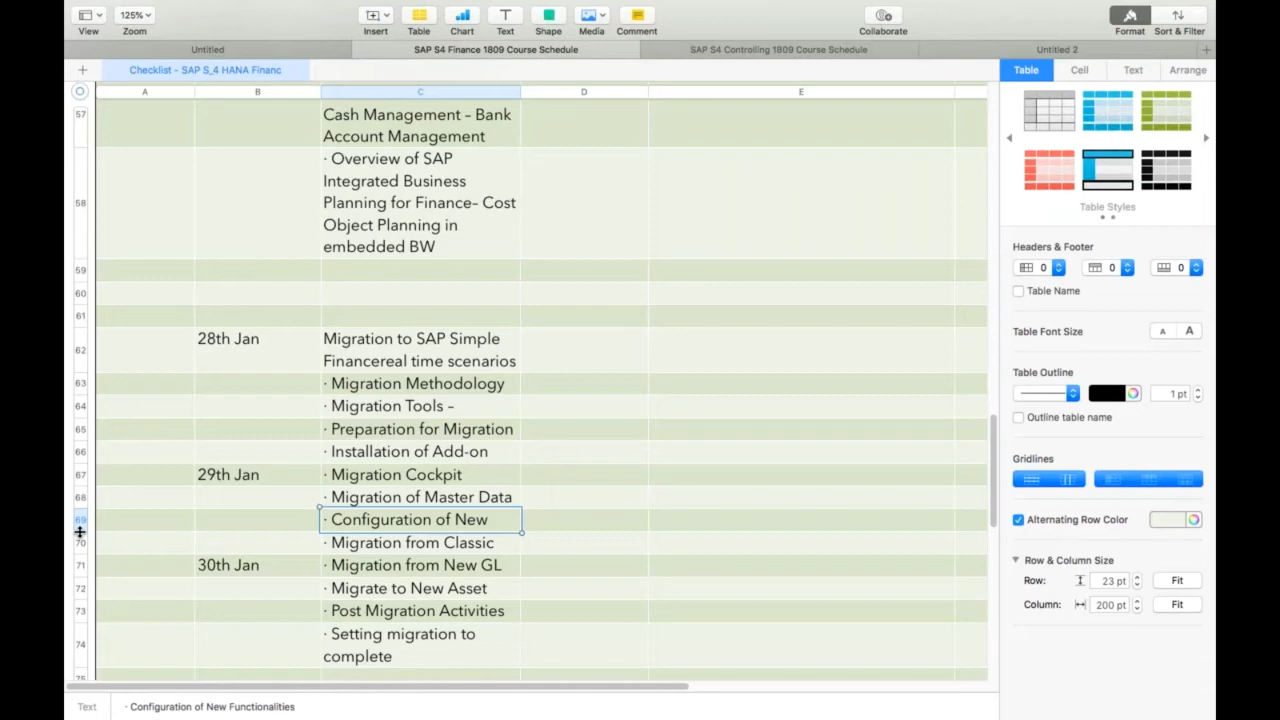 125%
View
Zoom
Insert
Table
Chart
Text
Shape
Media
Comment
Collaborate
Format
Sort & Filter
Untitled
SAP S4 Finance 1809 Course Schedule
SAP S4 Controlling 1809 Course Schedule
Untitled 2
Checklist - SAP S_4 HANA Financ
Table
Cell
Text
Arrange
A
B
C
D
E
57
Cash Management – Bank
Account Management
58
· Overview of SAP
Integrated Business
Planning for Finance– Cost
Object Planning in
embedded BW
59
60
61
62
28th Jan
Migration to SAP Simple
Financereal time scenarios
63
· Migration Methodology
64
· Migration Tools –
65
· Preparation for Migration
66
· Installation of Add-on
67
29th Jan
· Migration Cockpit
68
· Migration of Master Data
69
· Configuration of New
70
· Migration from Classic
71
30th Jan
· Migration from New GL
72
· Migrate to New Asset
73
· Post Migration Activities
74
· Setting migration to
complete
75
Table Styles
Headers & Footer
0
0
0
Table Name
Table Font Size
A
A
Table Outline
1 pt
Outline table name
Gridlines
Alternating Row Color
Row & Column Size
Row:
23 pt
Fit
Column:
200 pt
Fit
Text
· Configuration of New Functionalities